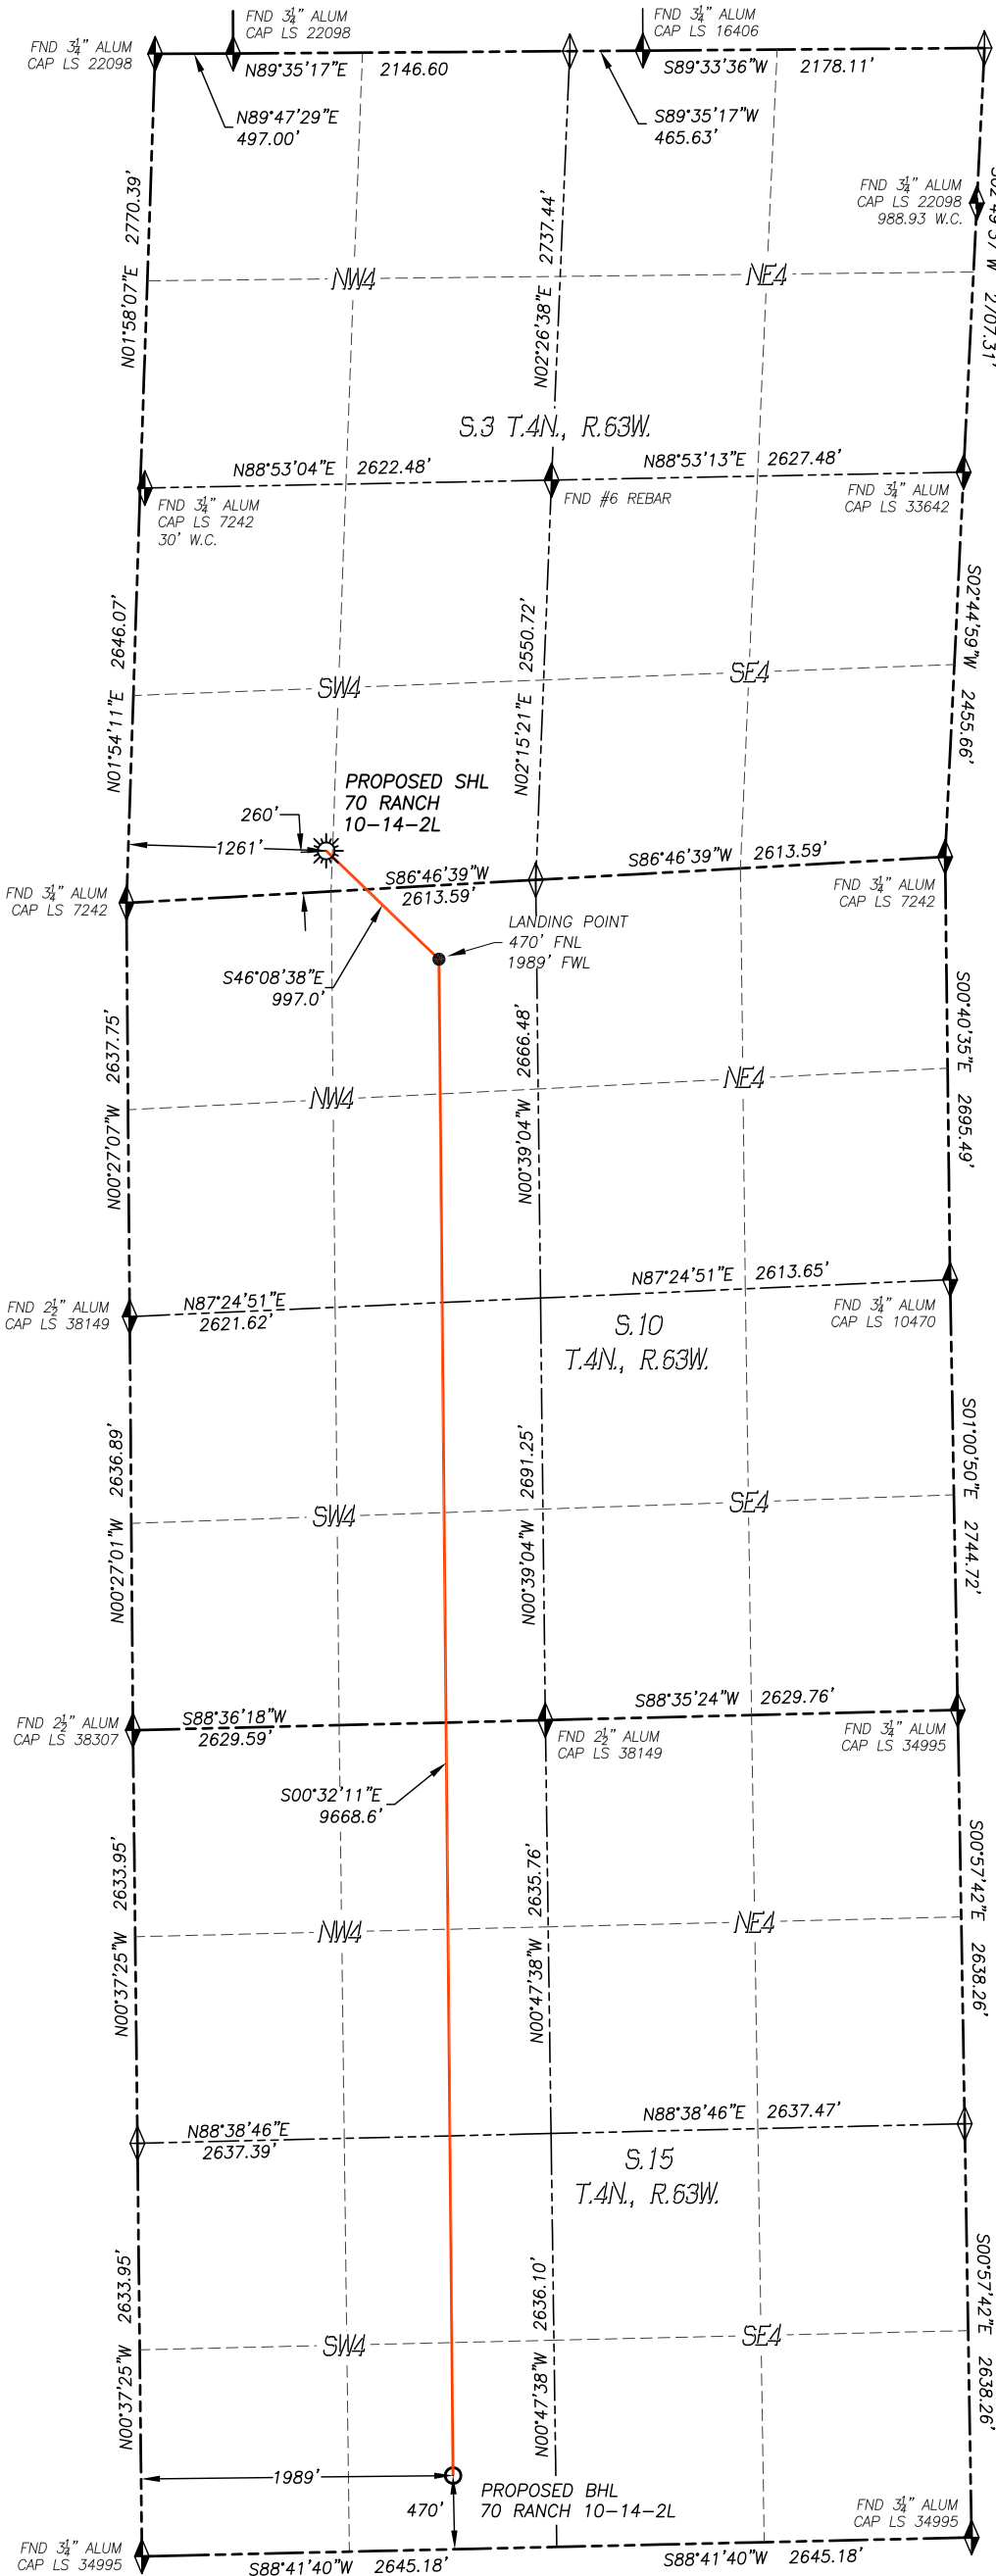 FND 3¼" ALUM
CAP LS 22098
FND 3¼" ALUM
CAP LS 22098
FND 3¼" ALUM
CAP LS 16406
N89°35'17"E 2146.60
S89°33'36"W 2178.11'
N89°47'29"E
497.00'
S89°35'17"W
465.63'
FND 3¼" ALUM
CAP LS 22098
988.93 W.C.
N01°58'07"E 2770.39'
N02°26'38"E 2737.44'
S02°49'57"W 2707.31'
NW4
NE4
S.3 T.4N., R.63W.
N88°53'04"E 2622.48'
N88°53'13"E 2627.48'
FND 3¼" ALUM
CAP LS 7242
30' W.C.
FND #6 REBAR
FND 3¼" ALUM
CAP LS 33642
N01°54'11"E 2646.07'
N02°15'21"E 2550.72'
S02°44'59"W 2455.66'
SW4
SE4
PROPOSED SHL
70 RANCH
10-14-2L
260'
1261'
S86°46'39"W
2613.59'
S86°46'39"W 2613.59'
FND 3¼" ALUM
CAP LS 7242
FND 3¼" ALUM
CAP LS 7242
LANDING POINT
470' FNL
1989' FWL
S46°08'38"E
997.0'
N00°27'07"W 2637.75'
N00°39'04"W 2666.48'
S00°40'35"E 2695.49'
NW4
NE4
N87°24'51"E
2621.62'
N87°24'51"E 2613.65'
FND 2½" ALUM
CAP LS 38149
FND 3¼" ALUM
CAP LS 10470
S.10
T.4N., R.63W.
N00°27'01"W 2636.89'
N00°39'04"W 2691.25'
S01°00'50"E 2744.72'
SW4
SE4
S88°36'18"W
2629.59'
S88°35'24"W 2629.76'
FND 2½" ALUM
CAP LS 38307
FND 2½" ALUM
CAP LS 38149
FND 3¼" ALUM
CAP LS 34995
S00°32'11"E
9668.6'
N00°37'25"W 2633.95'
N00°47'38"W 2635.76'
S00°57'42"E 2638.26'
NW4
NE4
N88°38'46"E
2637.39'
N88°38'46"E 2637.47'
S.15
T.4N., R.63W.
N00°37'25"W 2633.95'
N00°47'38"W 2636.10'
S00°57'42"E 2638.26'
SW4
SE4
1989'
470'
PROPOSED BHL
70 RANCH 10-14-2L
FND 3¼" ALUM
CAP LS 34995
FND 3¼" ALUM
CAP LS 34995
S88°41'40"W 2645.18'
S88°41'40"W 2645.18'